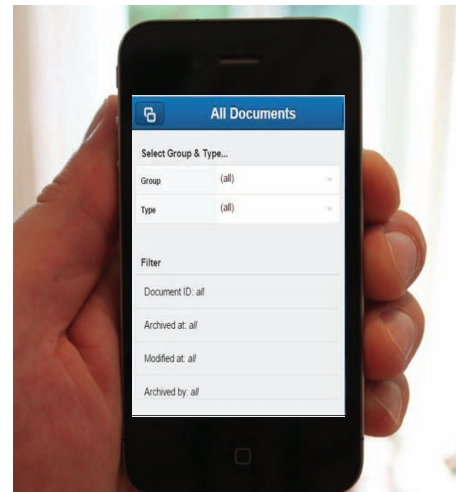 All Documents
Select Group & Type...
Group (all)
Type (all)
Filter
Document ID: all
Archived at: all
Modified at: all
Archived by: all